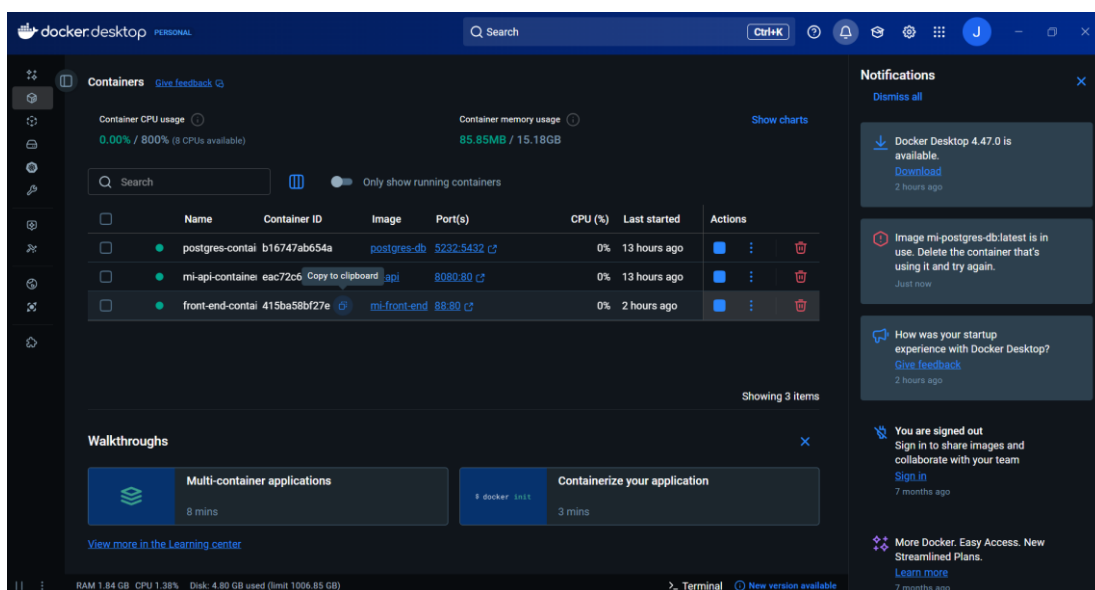 docker.desktop PERSONAL
Search
Ctrl+K
J
Containers Give feedback
Container CPU usage
0.00% / 800% (8 CPUs available)
Container memory usage
85.85MB / 15.18GB
Show charts
Search
Only show running containers
Name Container ID Image Port(s) CPU (%) Last started Actions
postgres-contai b16747ab654a postgres-db 5232:5432 0% 13 hours ago
mi-api-containe eac72c6 Copy to clipboard api 8080:80 0% 13 hours ago
front-end-contai 415ba58bf27e mi-front-end 88:80 0% 2 hours ago
Showing 3 items
Walkthroughs
Multi-container applications
8 mins
$ docker init
Containerize your application
3 mins
View more in the Learning center
RAM 1.84 GB CPU 1.38% Disk: 4.80 GB used (limit 1006.85 GB)
>_ Terminal
New version available
Notifications
Dismiss all
Docker Desktop 4.47.0 is
available.
Download
2 hours ago
Image mi-postgres-db:latest is in
use. Delete the container that's
using it and try again.
Just now
How was your startup
experience with Docker Desktop?
Give feedback
2 hours ago
You are signed out
Sign in to share images and
collaborate with your team
Sign in
7 months ago
More Docker. Easy Access. New
Streamlined Plans.
Learn more
7 months ago